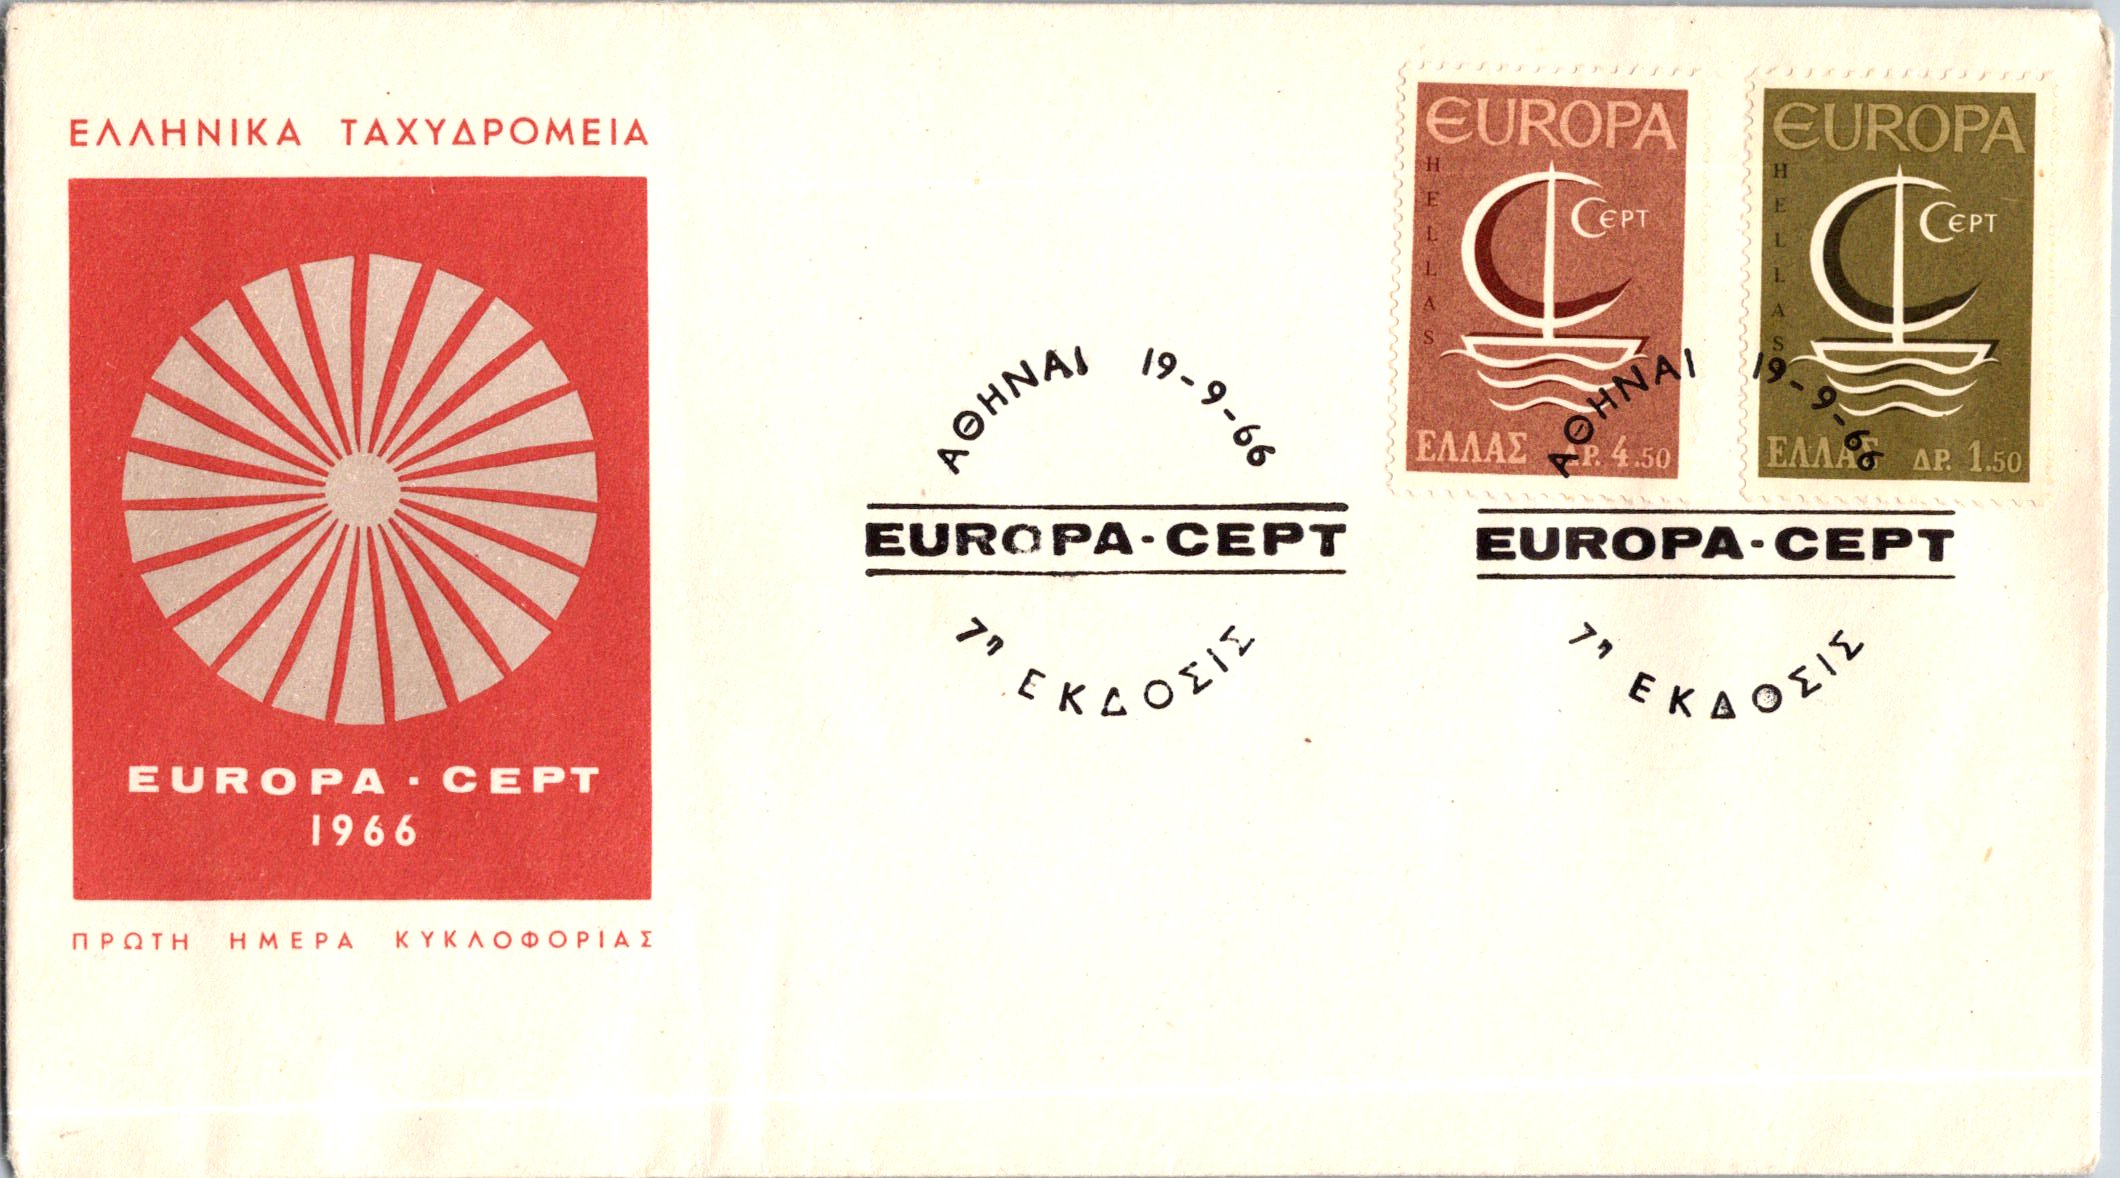 ΕΛΛΗΝΙΚΑ ΤΑΧΥΔΡΟΜΕΙΑ
EUROPA · CEPT
1966
ΠΡΩΤΗ ΗΜΕΡΑ ΚΥΚΛΟΦΟΡΙΑΣ
ΑΘΗΝΑΙ 19-9-66
EUROPA-CEPT
7η ΕΚΔΟΣΙΣ
EUROPA
HELLAS
CEPT
ΕΛΛΑΣ ΔΡ. 4.50
EUROPA
HELLAS
CEPT
ΕΛΛΑΣ ΔΡ. 1.50
ΑΘΗΝΑΙ 19-9-66
EUROPA-CEPT
7η ΕΚΔΟΣΙΣ